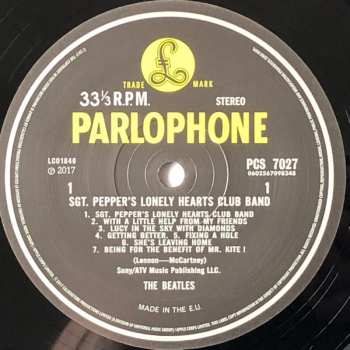 TRADE MARK
33⅓ R.P.M. STEREO
PARLOPHONE
LC01846 PCS 7027
℗ 2017 0602567098348
1 1
SGT. PEPPER'S LONELY HEARTS CLUB BAND
1. SGT. PEPPER'S LONELY HEARTS CLUB BAND
2. WITH A LITTLE HELP FROM MY FRIENDS
3. LUCY IN THE SKY WITH DIAMONDS
4. GETTING BETTER. 5. FIXING A HOLE
6. SHE'S LEAVING HOME
7. BEING FOR THE BENEFIT OF MR. KITE !
(Lennon—McCartney)
Sony/ATV Music Publishing LLC.
THE BEATLES
MADE IN THE E.U.